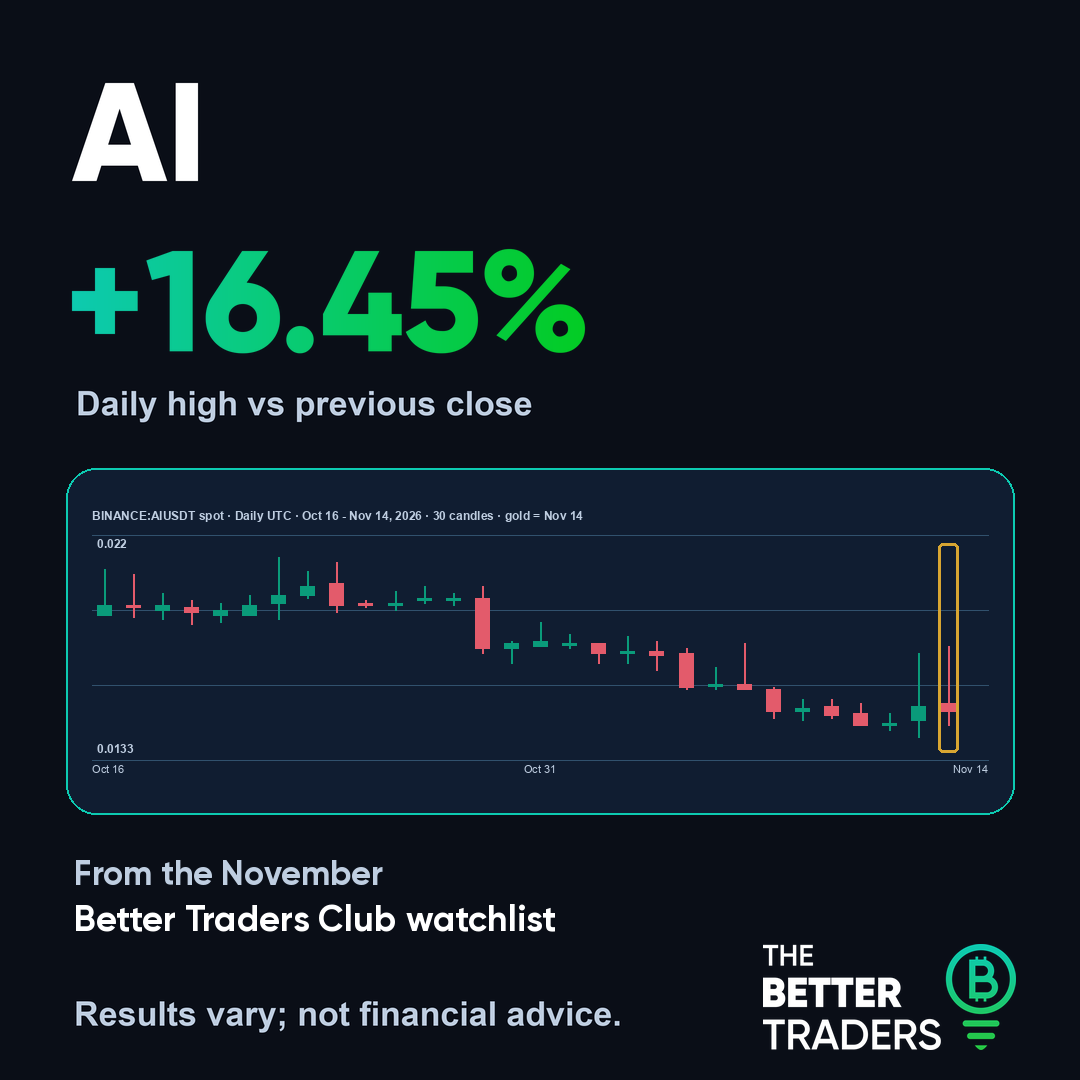 AI
+16.45%
Daily high vs previous close
BINANCE:AIUSDT spot · Daily UTC · Oct 16 - Nov 14, 2026 · 30 candles · gold = Nov 14
0.022
0.0133
Oct 16
Oct 31
Nov 14
From the November
Better Traders Club watchlist
Results vary; not financial advice.
THE
BETTER
TRADERS